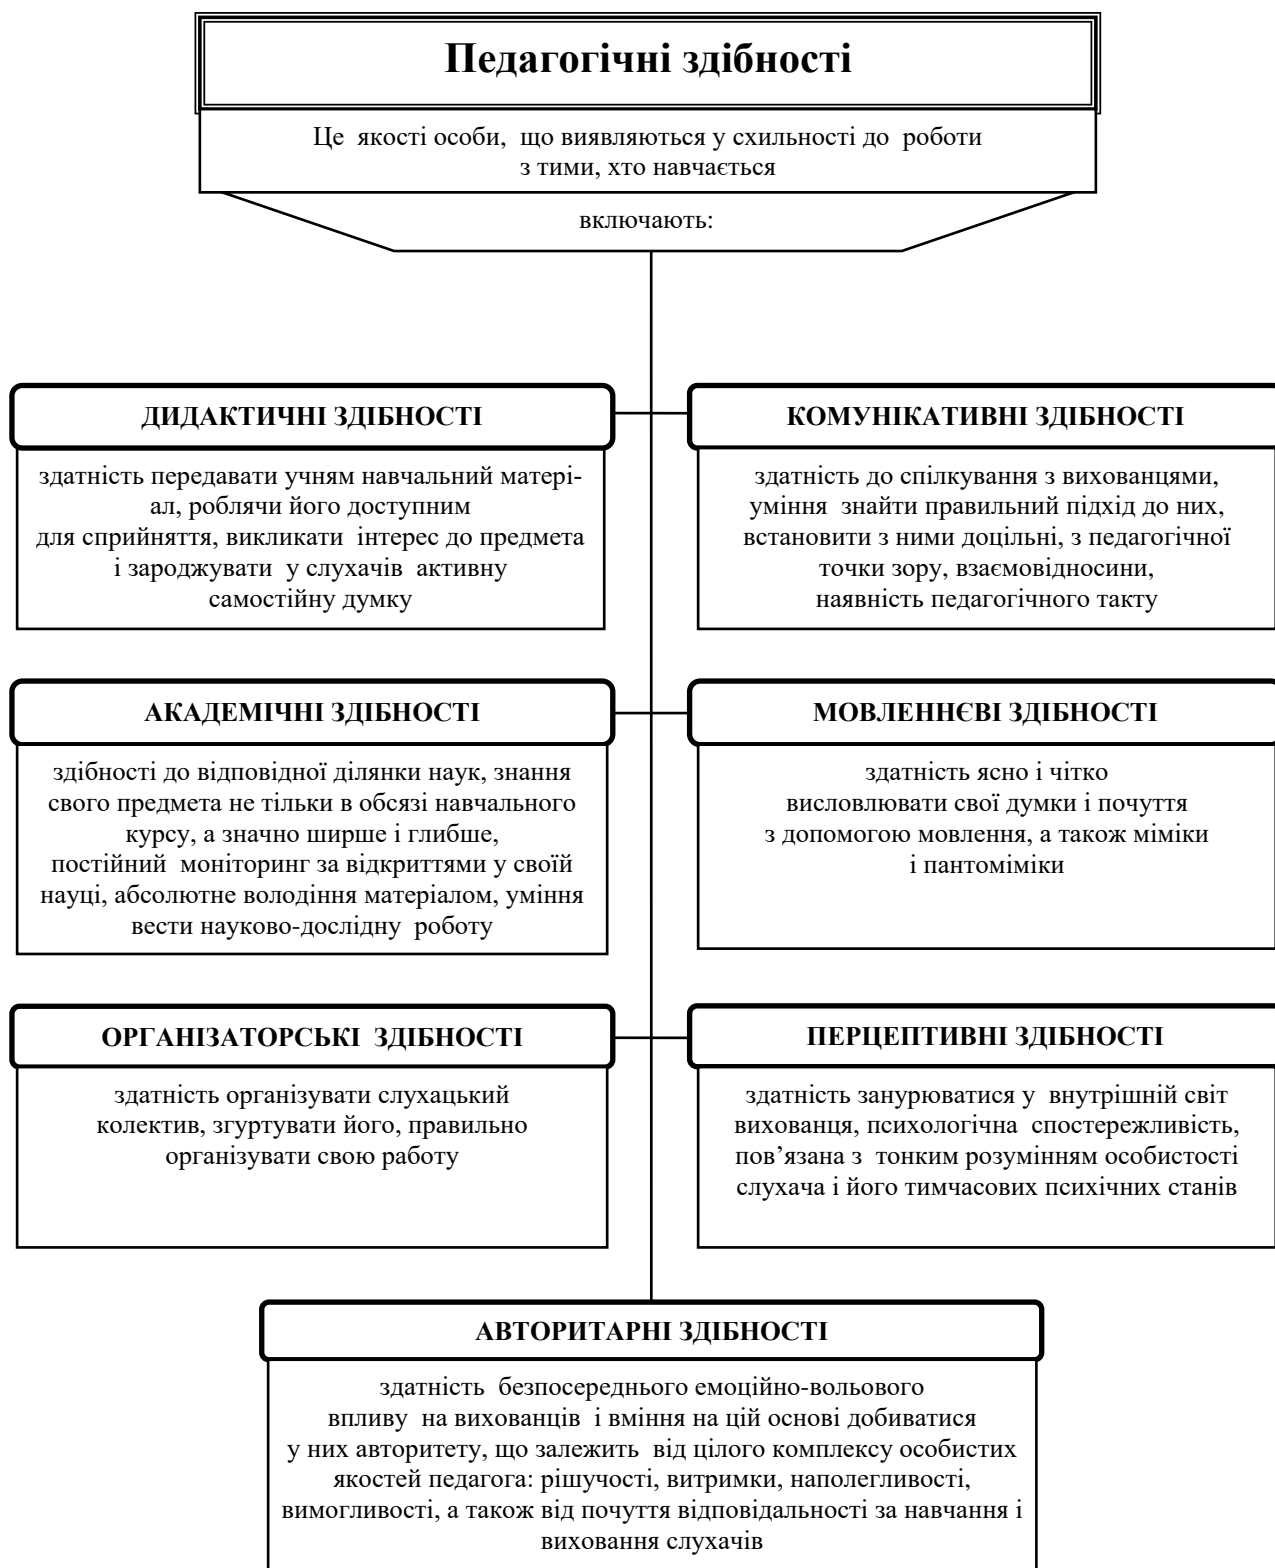 Педагогічні здібності
Це якості особи, що виявляються у схильності до роботи
з тими, хто навчається
включають:
ДИДАКТИЧНІ ЗДІБНОСТІ
здатність передавати учням навчальний матері-
ал, роблячи його доступним
для сприйняття, викликати інтерес до предмета
і зароджувати у слухачів активну
самостійну думку
КОМУНІКАТИВНІ ЗДІБНОСТІ
здатність до спілкування з вихованцями,
уміння знайти правильний підхід до них,
встановити з ними доцільні, з педагогічної
точки зору, взаємовідносини,
наявність педагогічного такту
АКАДЕМІЧНІ ЗДІБНОСТІ
здібності до відповідної ділянки наук, знання
свого предмета не тільки в обсязі навчального
курсу, а значно ширше і глибше,
постійний моніторинг за відкриттями у своїй
науці, абсолютне володіння матеріалом, уміння
вести науково-дослідну роботу
МОВЛЕННЄВІ ЗДІБНОСТІ
здатність ясно і чітко
висловлювати свої думки і почуття
з допомогою мовлення, а також міміки
і пантоміміки
ОРГАНІЗАТОРСЬКІ ЗДІБНОСТІ
здатність організувати слухацький
колектив, згуртувати його, правильно
організувати свою работу
ПЕРЦЕПТИВНІ ЗДІБНОСТІ
здатність занурюватися у внутрішній світ
вихованця, психологічна спостережливість,
пов’язана з тонким розумінням особистості
слухача і його тимчасових психічних станів
АВТОРИТАРНІ ЗДІБНОСТІ
здатність безпосереднього емоційно-вольового
впливу на вихованців і вміння на цій основі добиватися
у них авторитету, що залежить від цілого комплексу особистих
якостей педагога: рішучості, витримки, наполегливості,
вимогливості, а також від почуття відповідальності за навчання і
виховання слухачів